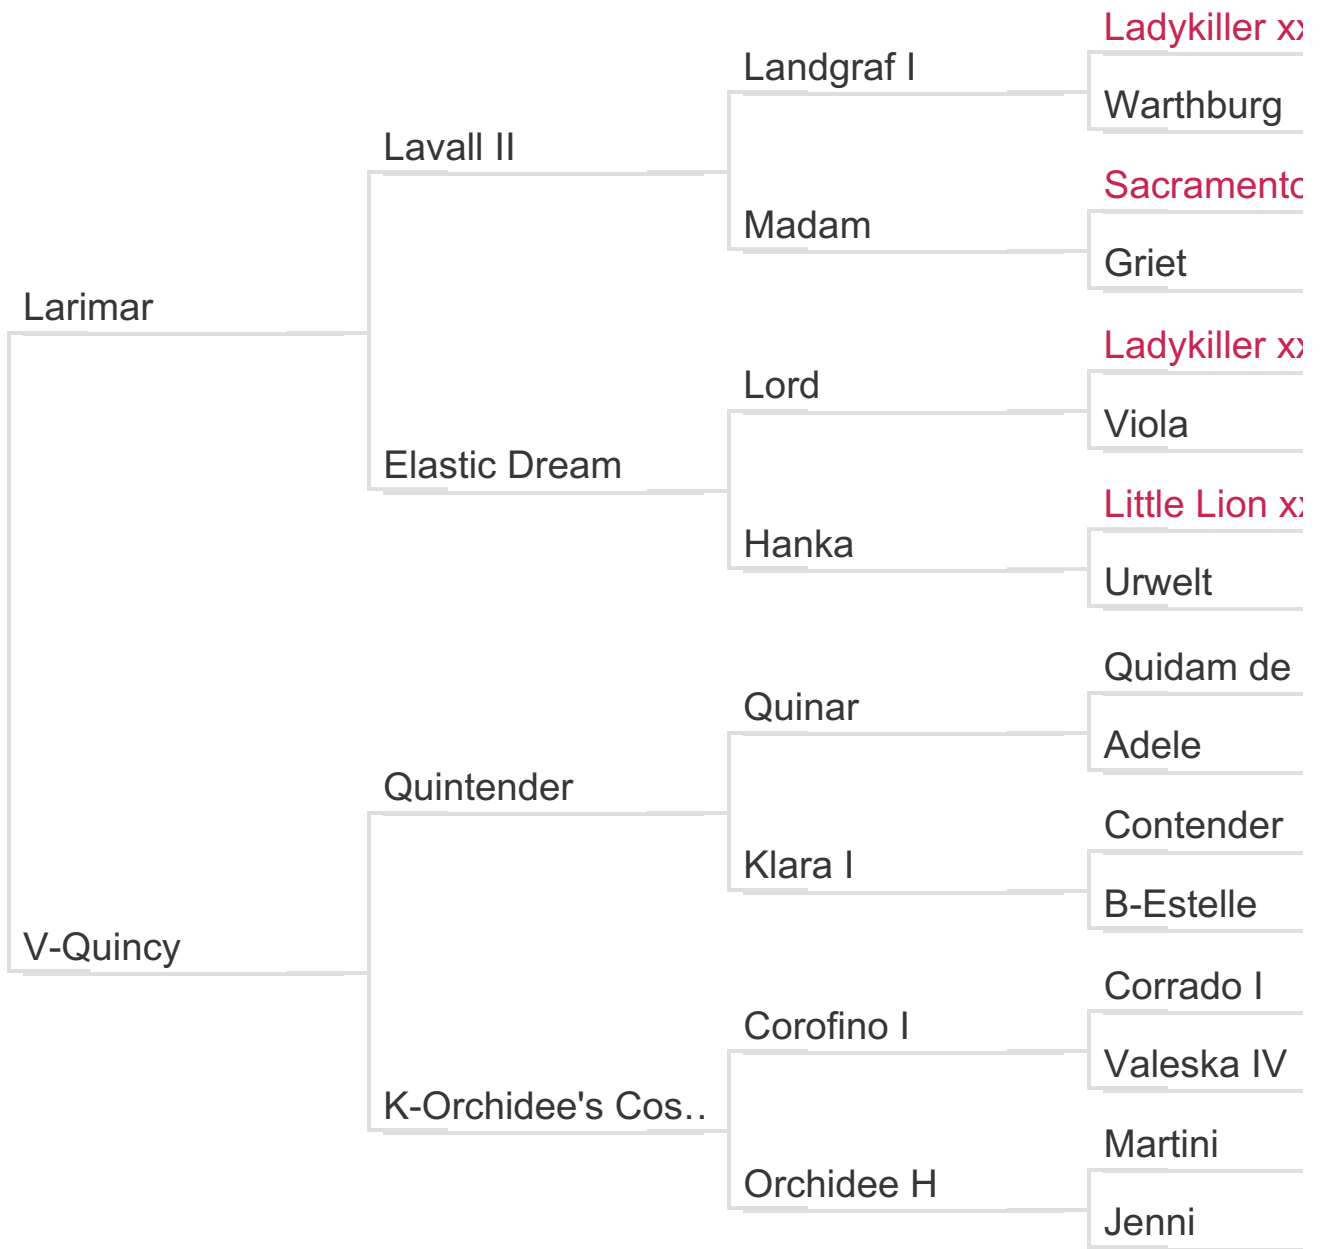 Ladykiller xx
Landgraf I
Warthburg
Lavall II
Sacramento
Madam
Griet
Larimar
Ladykiller xx
Lord
Viola
Elastic Dream
Little Lion xx
Hanka
Urwelt
Quidam de
Quinar
Adele
Quintender
Contender
Klara I
B-Estelle
V-Quincy
Corrado I
Corofino I
Valeska IV
K-Orchidee's Cos..
Martini
Orchidee H
Jenni